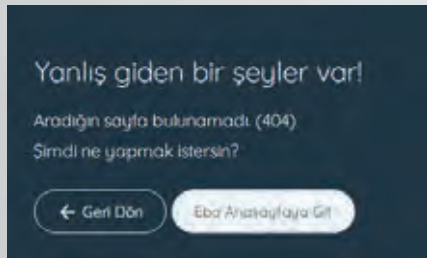 Yanlış giden bir şeyler var!
Aradığın sayfa bulunamadı. (404)
Şimdi ne yapmak istersin?
← Geri Dön
Eba Anasayfaya Git